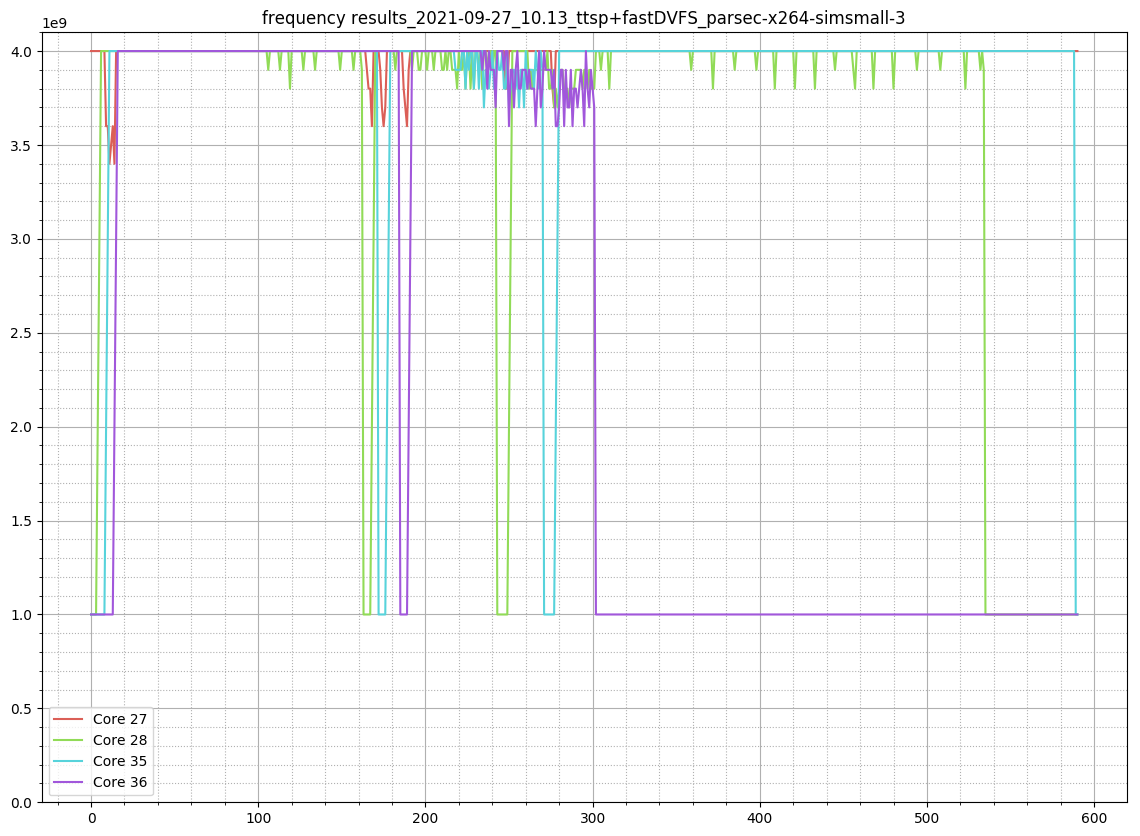 frequency results_2021-09-27_10.13_ttsp+fastDVFS_parsec-x264-simsmall-3
1e9
4.0
3.5
3.0
2.5
2.0
1.5
1.0
0.5
0.0
Core 27
Core 28
Core 35
Core 36
0 100 200 300 400 500 600